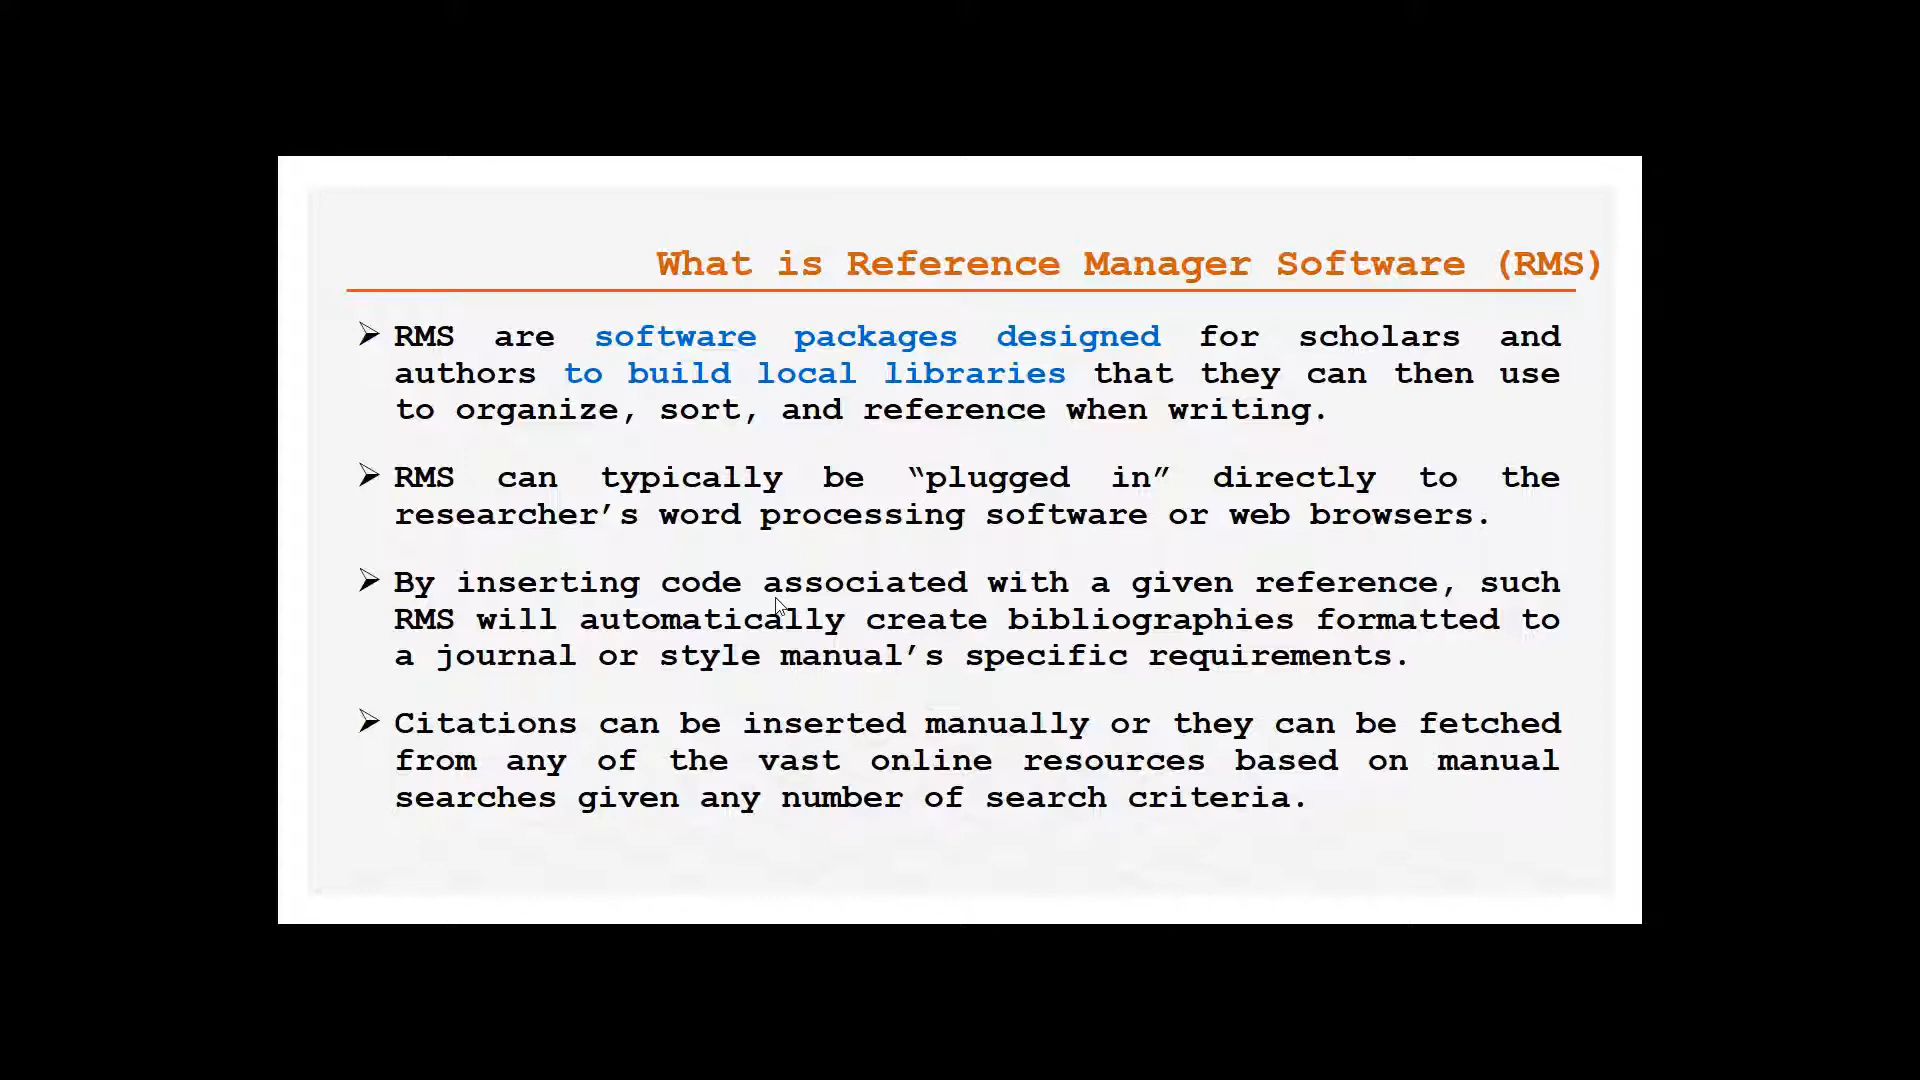 What is Reference Manager Software (RMS)
➢ RMS are software packages designed for scholars and
authors to build local libraries that they can then use
to organize, sort, and reference when writing.
➢ RMS can typically be “plugged in” directly to the
researcher’s word processing software or web browsers.
➢ By inserting code associated with a given reference, such
RMS will automatically create bibliographies formatted to
a journal or style manual’s specific requirements.
➢ Citations can be inserted manually or they can be fetched
from any of the vast online resources based on manual
searches given any number of search criteria.